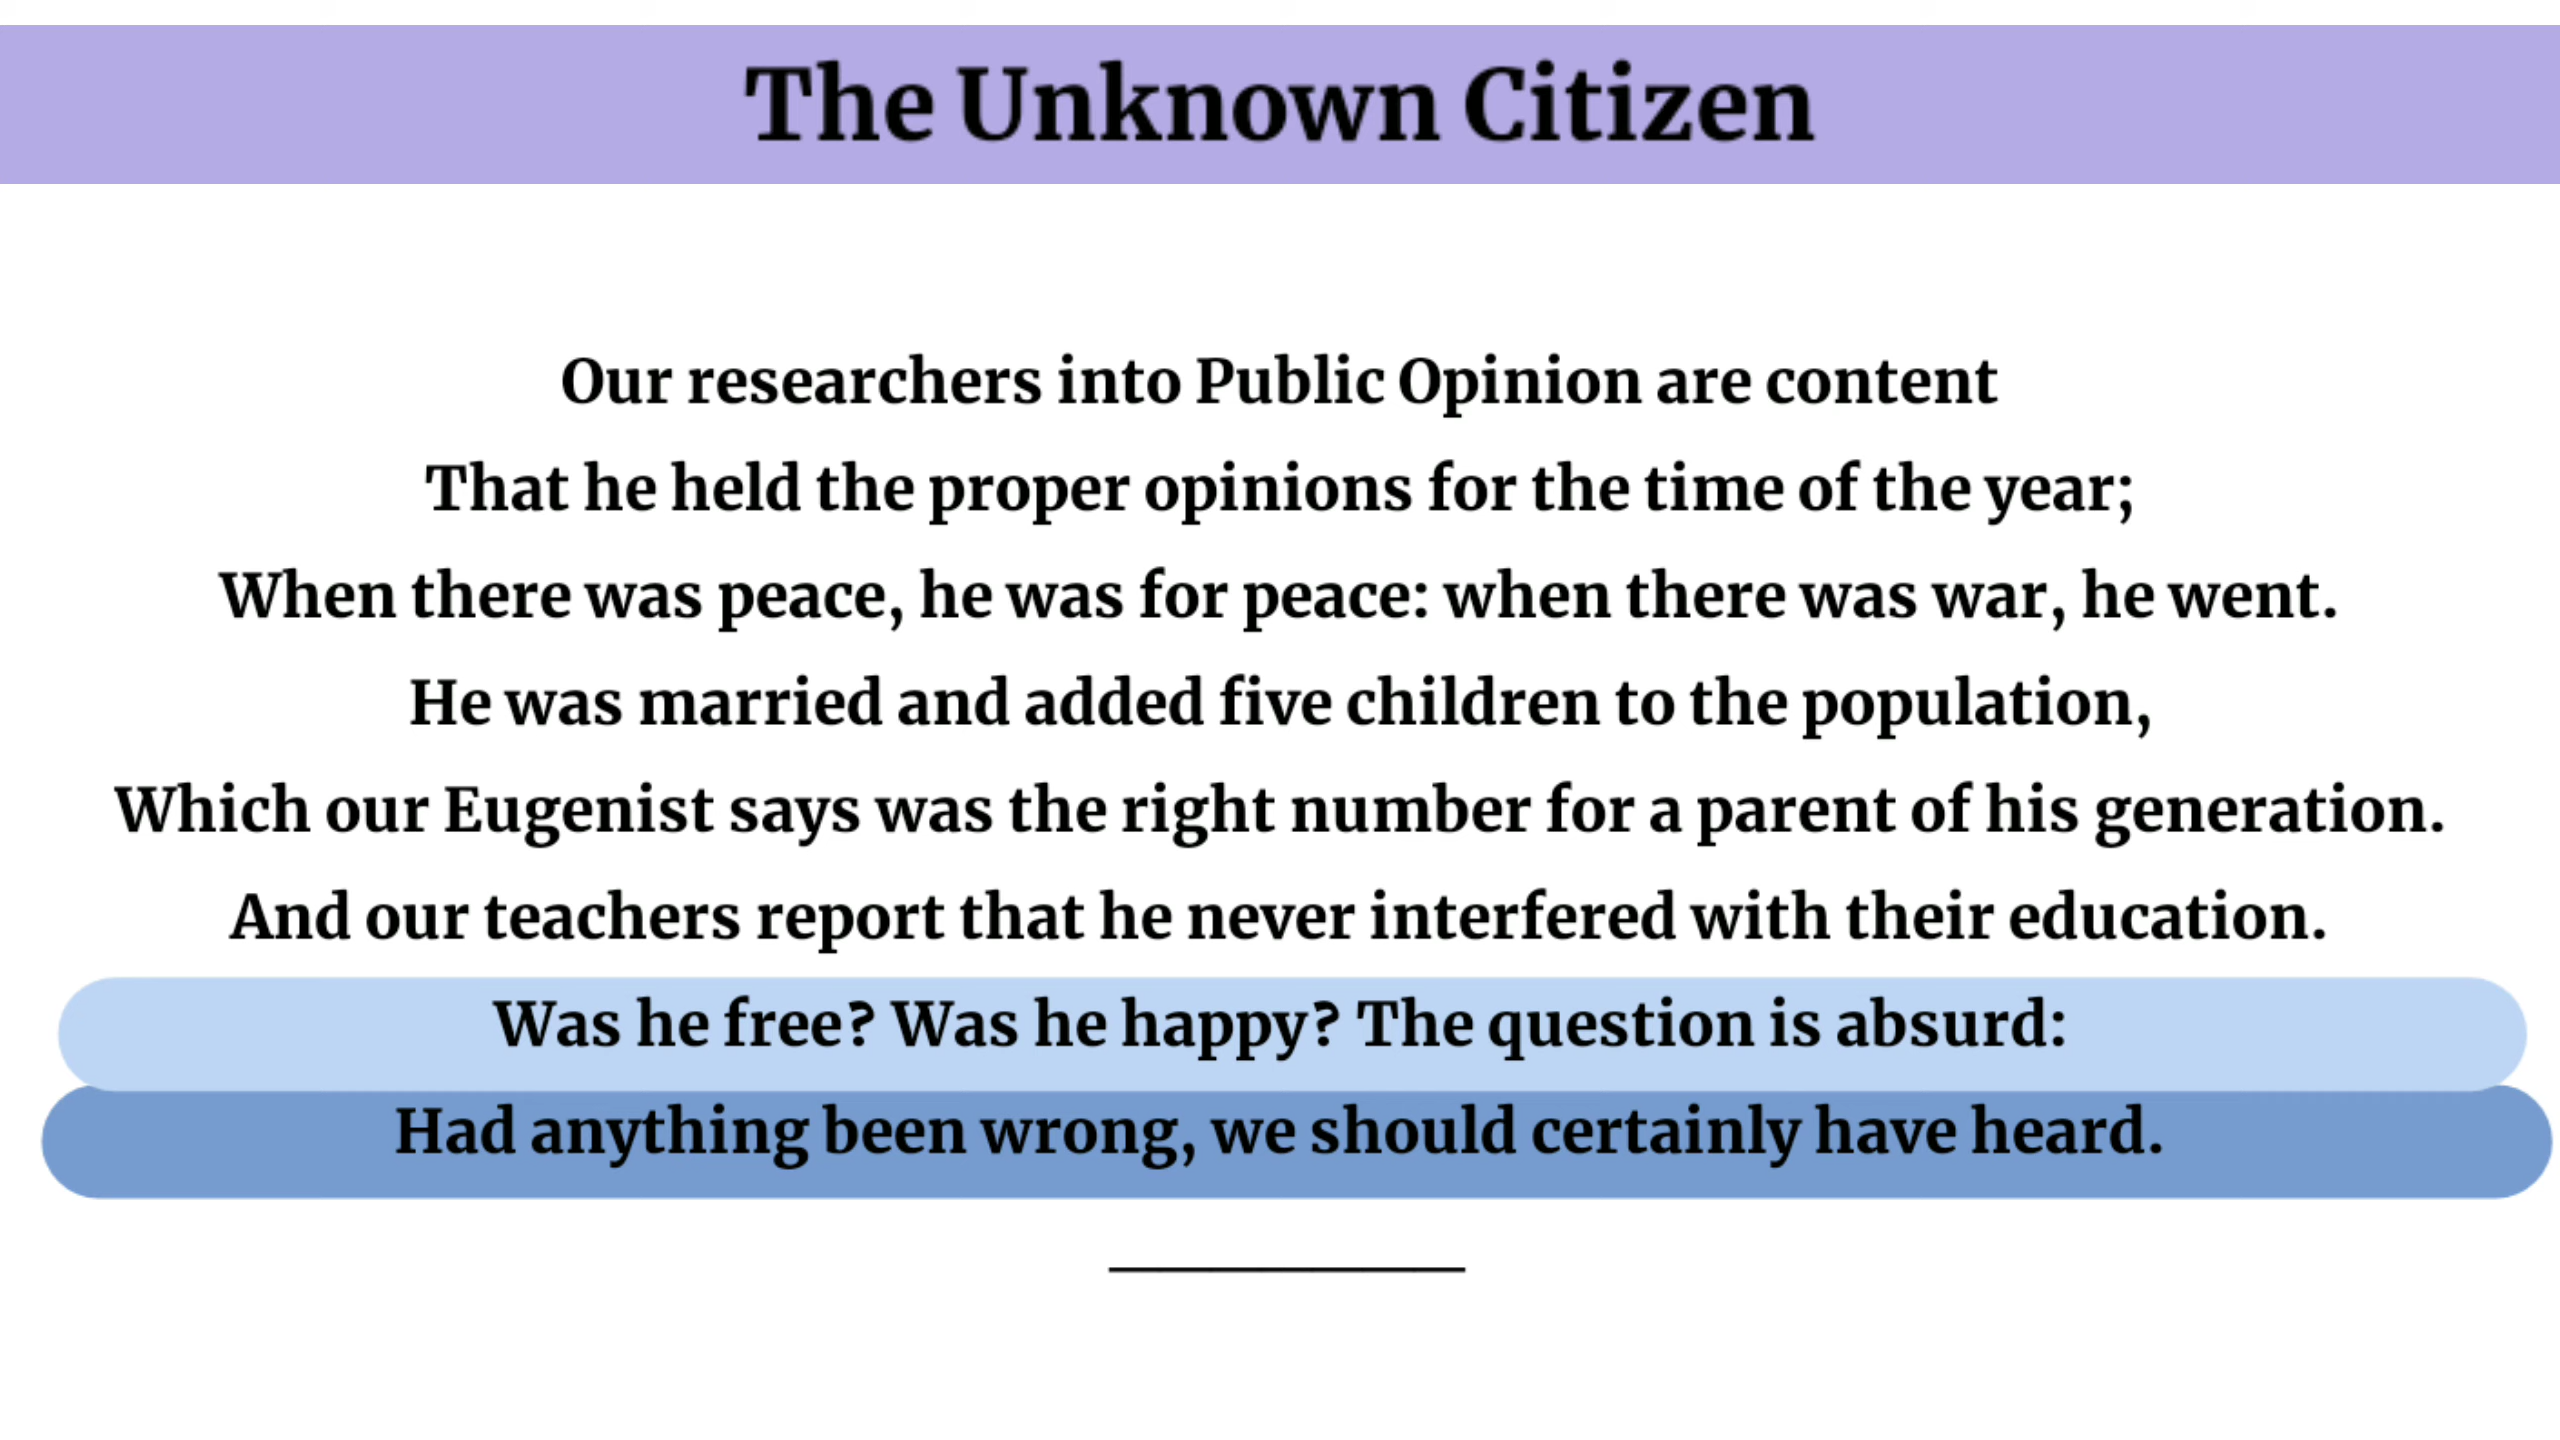 The Unknown Citizen
Our researchers into Public Opinion are content
That he held the proper opinions for the time of the year;
When there was peace, he was for peace: when there was war, he went.
He was married and added five children to the population,
Which our Eugenist says was the right number for a parent of his generation.
And our teachers report that he never interfered with their education.
Was he free? Was he happy? The question is absurd:
Had anything been wrong, we should certainly have heard.